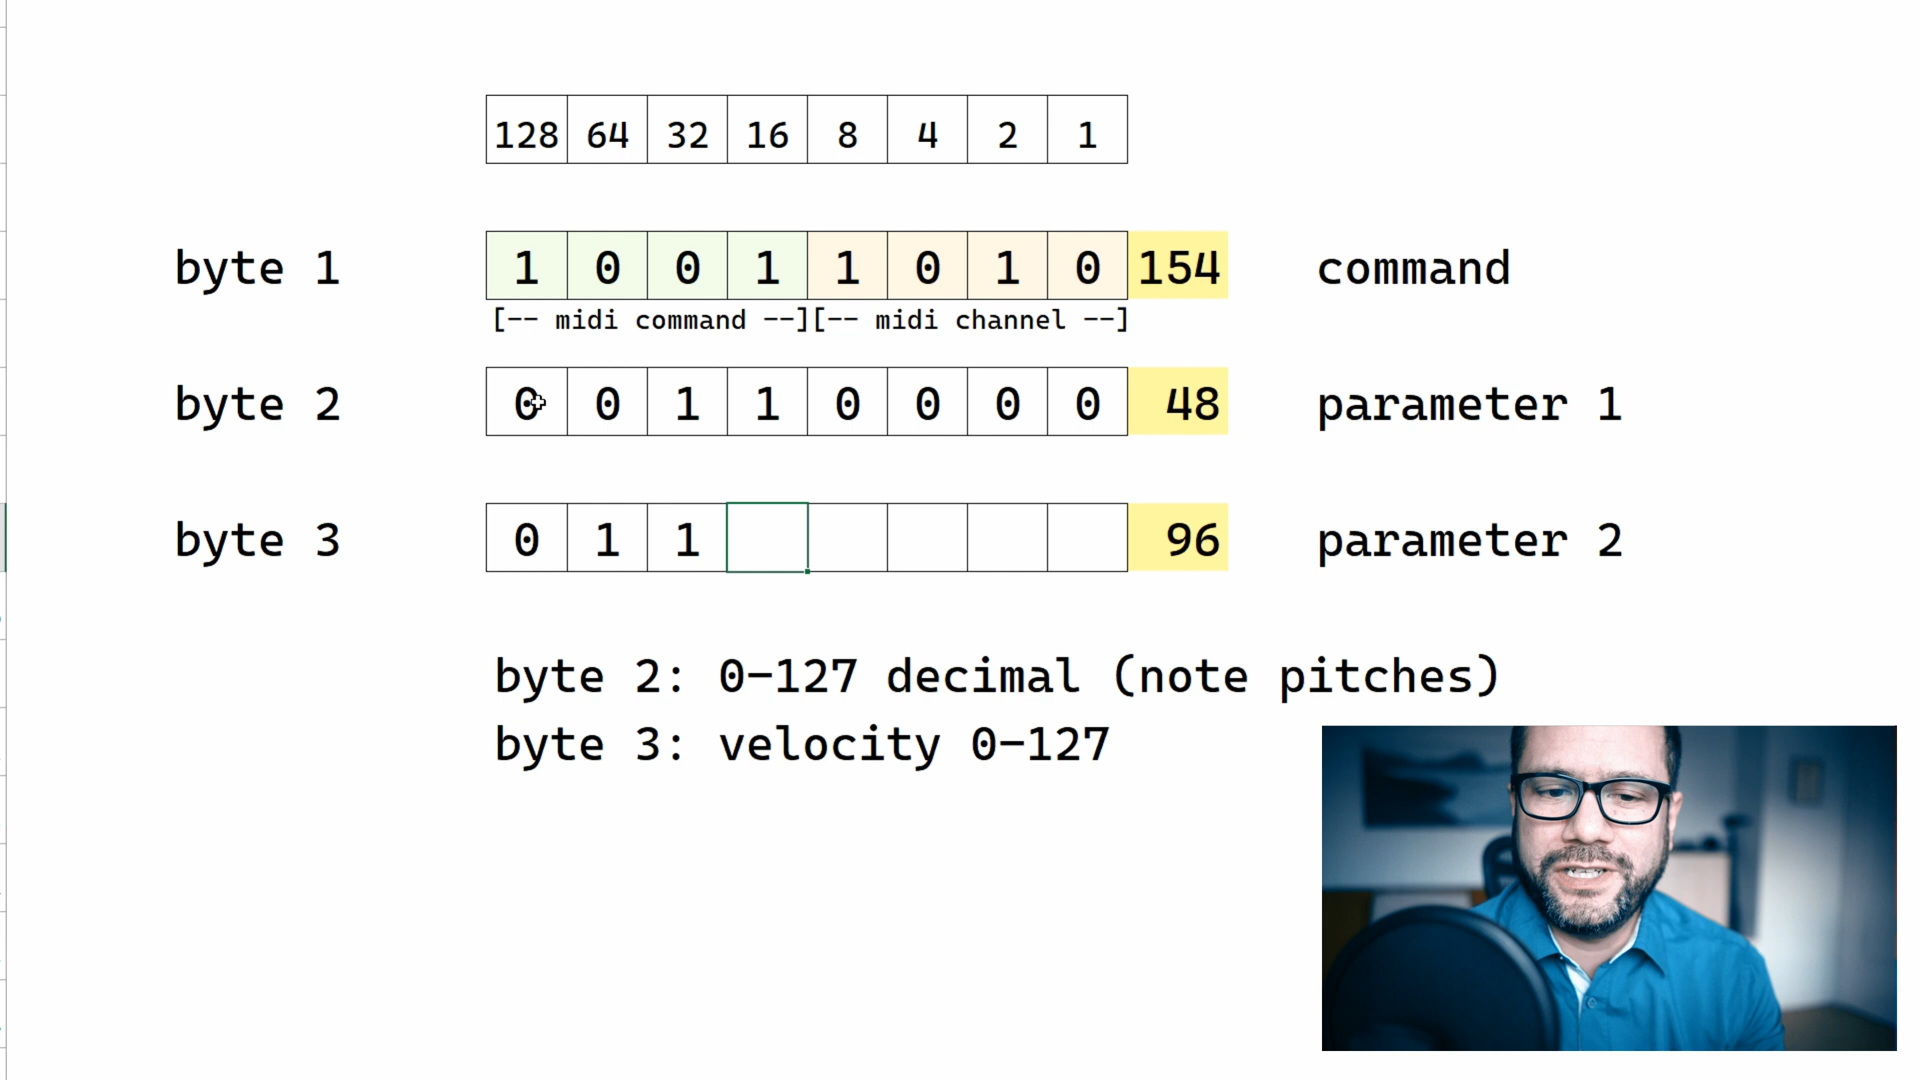 128 64 32 16 8 4 2 1
byte 1 1 0 0 1 1 0 1 0 154 command
[-- midi command --][-- midi channel --]
byte 2 0 0 1 1 0 0 0 0 48 parameter 1
byte 3 0 1 1 96 parameter 2
byte 2: 0-127 decimal (note pitches)
byte 3: velocity 0-127